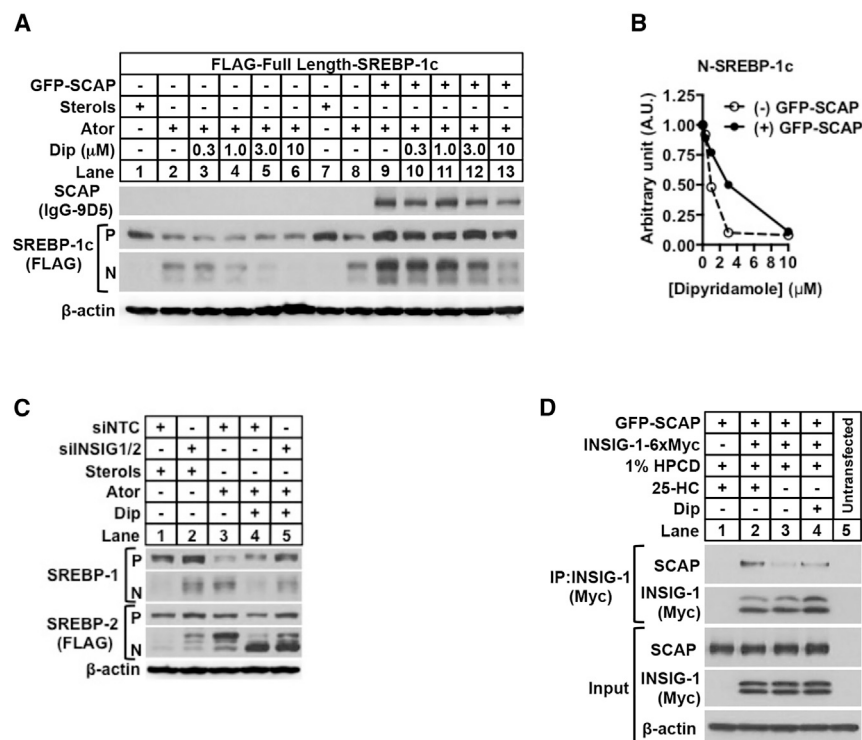 A
FLAG-Full Length-SREBP-1c
GFP-SCAP - - - - - - - - + + + + +
Sterols + - - - - - + - - - - - -
Ator - + + + + + - + + + + + +
Dip (μM) - - 0.3 1.0 3.0 10 - - - 0.3 1.0 3.0 10
Lane 1 2 3 4 5 6 7 8 9 10 11 12 13
SCAP
(IgG-9D5)
SREBP-1c
(FLAG)
P
N
β-actin
B
N-SREBP-1c
Arbitrary unit (A.U.)
1.25
1.00
0.75
0.50
0.25
0.00
(-) GFP-SCAP
(+) GFP-SCAP
0 2 4 6 8 10
[Dipyridamole] (μM)
C
siNTC + - + + -
siINSIG1/2 - + - - +
Sterols + + - - -
Ator - - + + +
Dip - - - + +
Lane 1 2 3 4 5
SREBP-1
P
N
SREBP-2
(FLAG)
P
N
β-actin
D
GFP-SCAP + + + +
INSIG-1-6xMyc - + + +
1% HPCD + + + +
25-HC + + - -
Dip - - - +
Untransfected
Lane 1 2 3 4 5
IP:INSIG-1
(Myc)
SCAP
INSIG-1
(Myc)
Input
SCAP
INSIG-1
(Myc)
β-actin